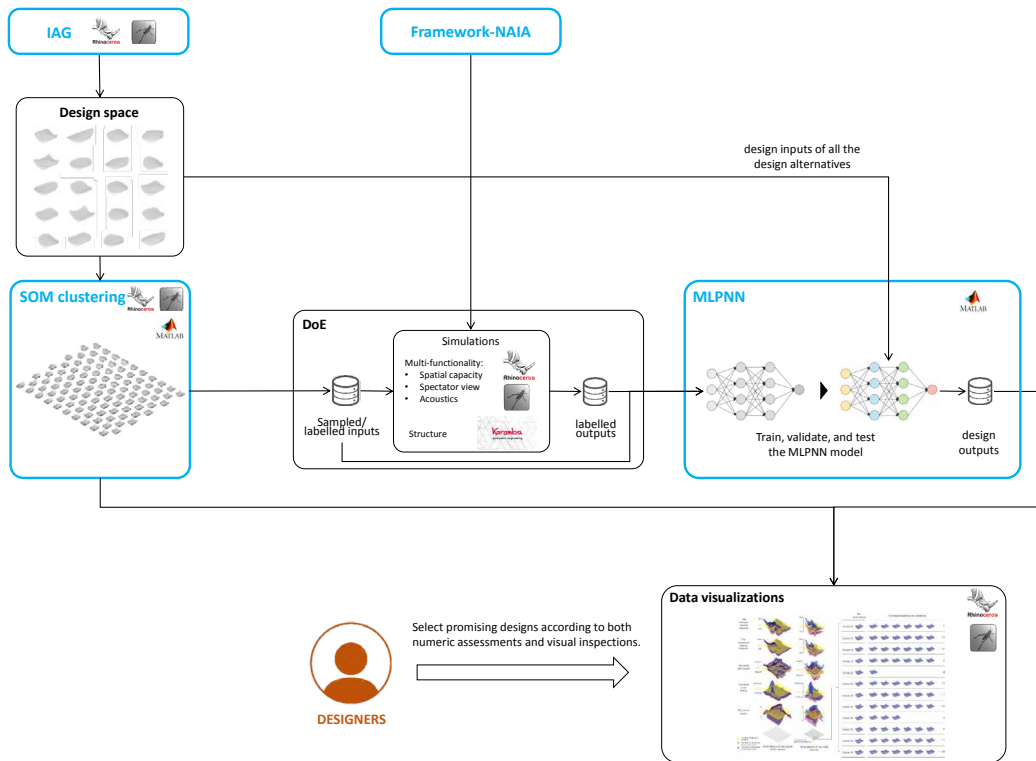 IAG
Rhinoceros
Framework-NAIA
Design space
design inputs of all the
design alternatives
SOM clustering
Rhinoceros
MATLAB
DoE
Simulations
Multi-functionality:
• Spatial capacity
• Spectator view
• Acoustics
Rhinoceros
Structure
Karamba
parametric engineering
Sampled/
labelled inputs
labelled
outputs
MLPNN
MATLAB
Train, validate, and test
the MLPNN model
design
outputs
Select promising designs according to both
numeric assessments and visual inspections.
DESIGNERS
Data visualizations
Rhinoceros